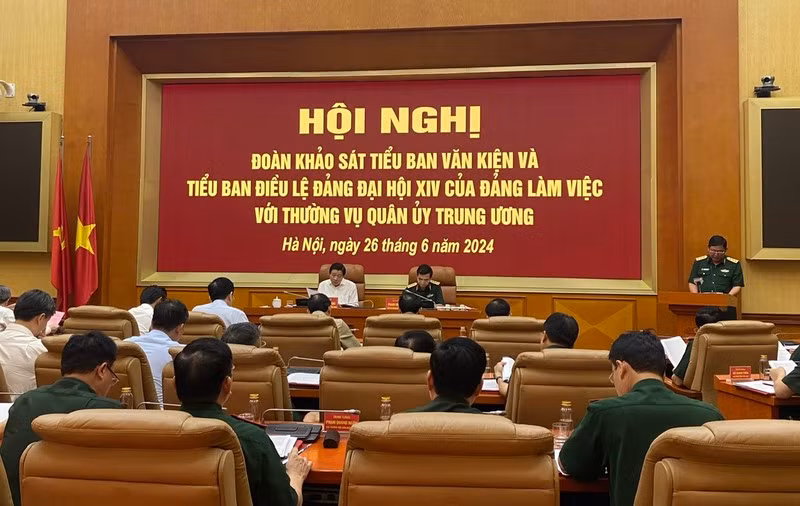 HỘI NGHỊ
ĐOÀN KHẢO SÁT TIỂU BAN VĂN KIỆN VÀ
TIỂU BAN ĐIỀU LỆ ĐẢNG ĐẠI HỘI XIV CỦA ĐẢNG LÀM VIỆC
VỚI THƯỜNG VỤ QUÂN ỦY TRUNG ƯƠNG
Hà Nội, ngày 26 tháng 6 năm 2024